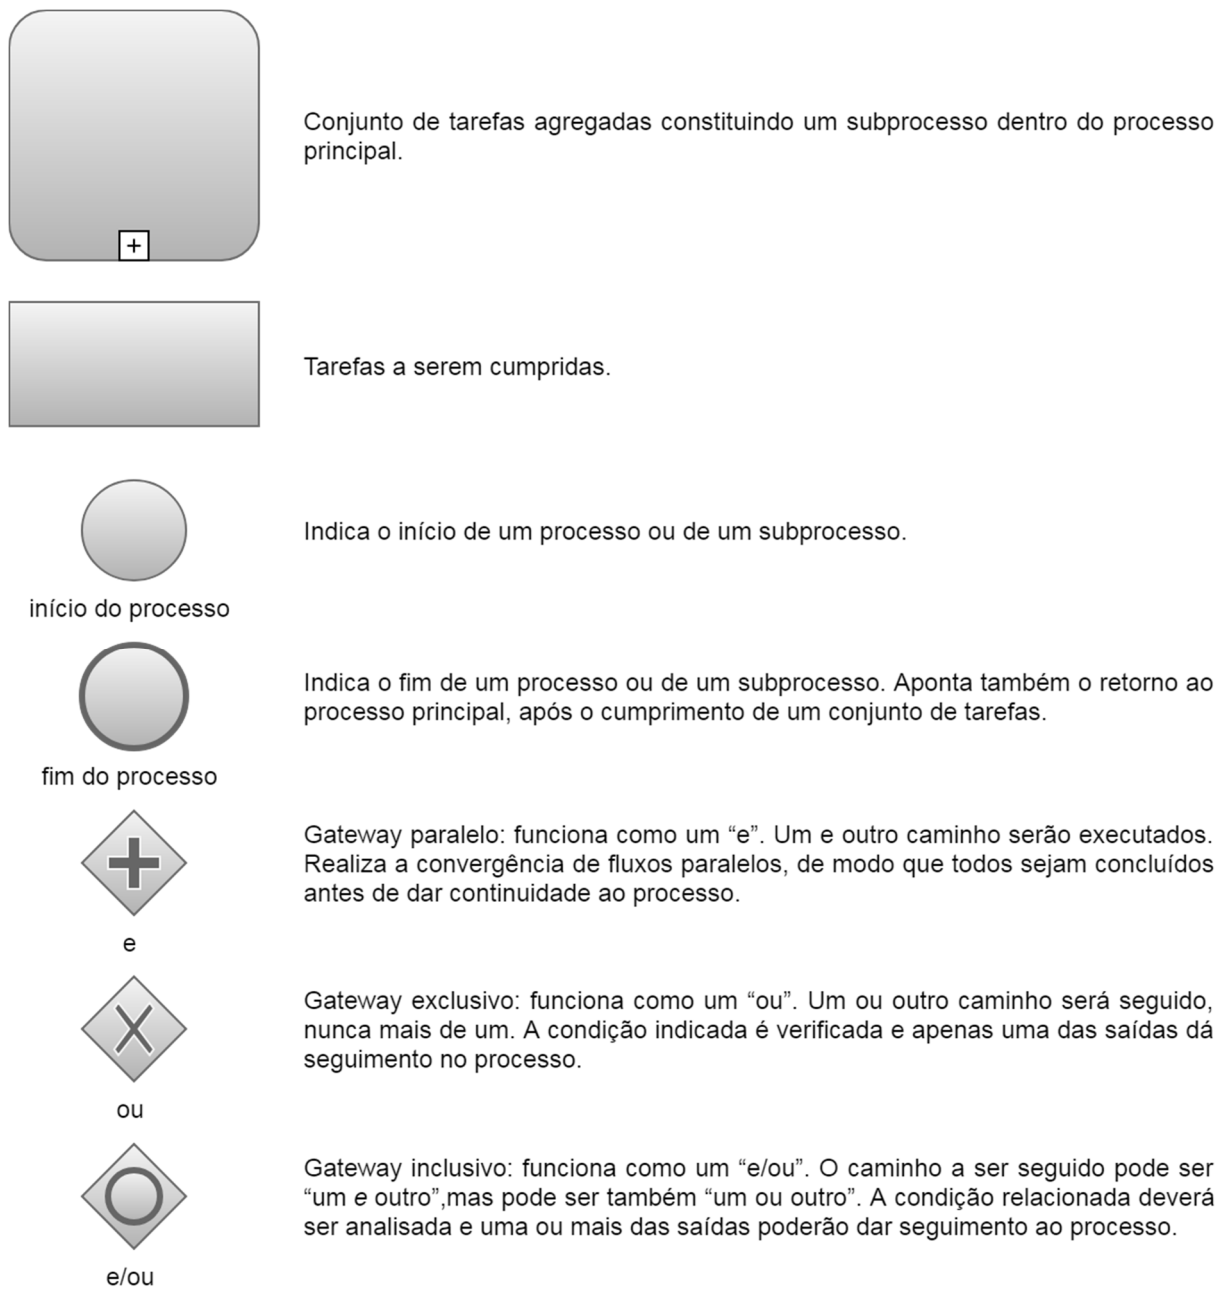 Conjunto de tarefas agregadas constituindo um subprocesso dentro do processo
principal.
+
Tarefas a serem cumpridas.
Indica o início de um processo ou de um subprocesso.
início do processo
Indica o fim de um processo ou de um subprocesso. Aponta também o retorno ao
processo principal, após o cumprimento de um conjunto de tarefas.
fim do processo
Gateway paralelo: funciona como um “e”. Um e outro caminho serão executados.
Realiza a convergência de fluxos paralelos, de modo que todos sejam concluídos
antes de dar continuidade ao processo.
e
Gateway exclusivo: funciona como um “ou”. Um ou outro caminho será seguido,
nunca mais de um. A condição indicada é verificada e apenas uma das saídas dá
seguimento no processo.
ou
Gateway inclusivo: funciona como um “e/ou”. O caminho a ser seguido pode ser
“um e outro”,mas pode ser também “um ou outro”. A condição relacionada deverá
ser analisada e uma ou mais das saídas poderão dar seguimento ao processo.
e/ou